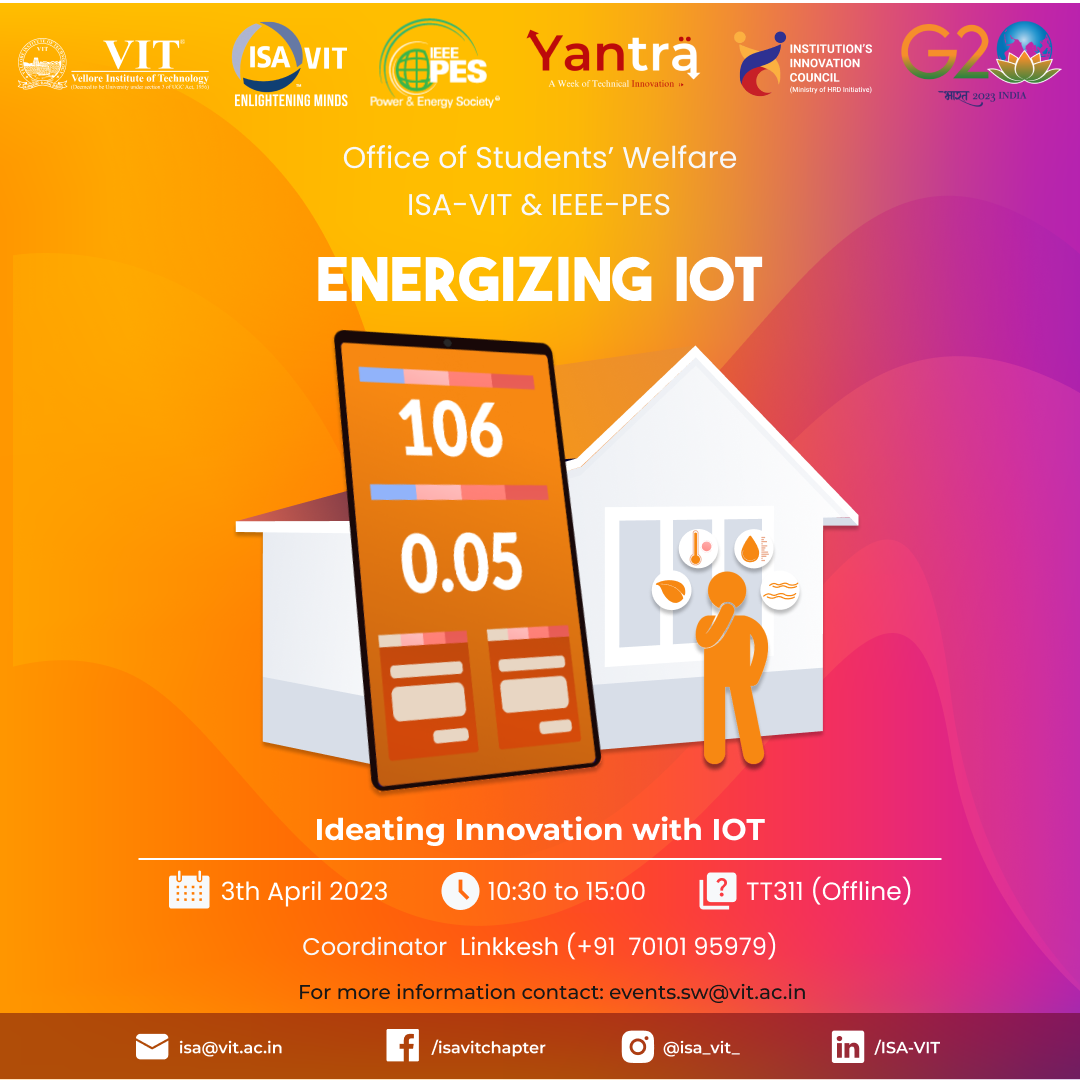 VIT®
Vellore Institute of Technology
(Deemed to be University under section 3 of UGC Act, 1956)
VIT
ISA VIT
ENLIGHTENING MINDS
IEEE
PES
Power & Energy Society®
Yanträ
A Week of Technical Innovation
INSTITUTION'S
INNOVATION
COUNCIL
(Ministry of HRD Initiative)
G20
भारत 2023 INDIA
Office of Students' Welfare
ISA-VIT & IEEE-PES
ENERGIZING IOT
106
0.05
Ideating Innovation with IOT
3th April 2023
10:30 to 15:00
?
TT311 (Offline)
Coordinator Linkkesh (+91 70101 95979)
For more information contact: events.sw@vit.ac.in
isa@vit.ac.in
/isavitchapter
@isa_vit_
/ISA-VIT